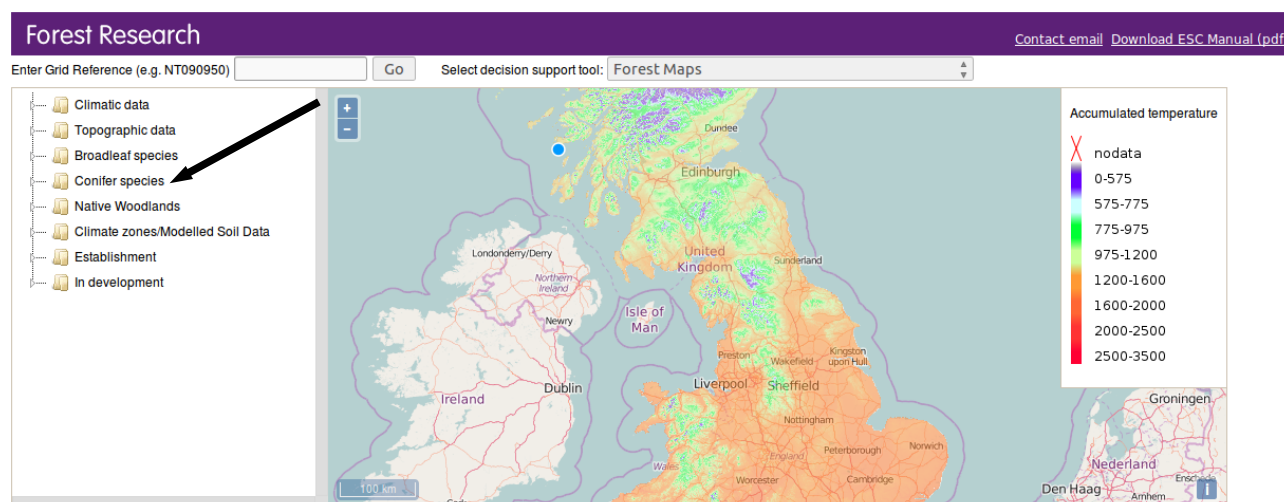 Forest Research
Contact email Download ESC Manual (pdf
Enter Grid Reference (e.g. NT090950) Go Select decision support tool: Forest Maps
Climatic data
Topographic data
Broadleaf species
Conifer species
Native Woodlands
Climate zones/Modelled Soil Data
Establishment
In development
+
−
Dundee
Edinburgh
United
Kingdom
Sunderland
Londonderry/Derry
Northern
Ireland
Newry
Isle of
Man
Preston
Wakefield
Kingston
upon Hull
Liverpool
Sheffield
Dublin
Ireland
Nottingham
Peterborough
Norwich
England
Wales
Worcester
Cambridge
100 km
Accumulated temperature
nodata
0-575
575-775
775-975
975-1200
1200-1600
1600-2000
2000-2500
2500-3500
Groningen
Nederland
Den Haag
Arnhem
i